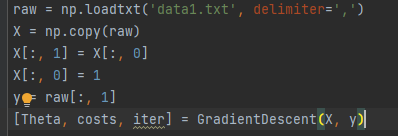 raw = np.loadtxt('data1.txt', delimiter=',')
X = np.copy(raw)
X[:, 1] = X[:, 0]
X[:, 0] = 1
y = raw[:, 1]
[Theta, costs, iter] = GradientDescent(X, y)